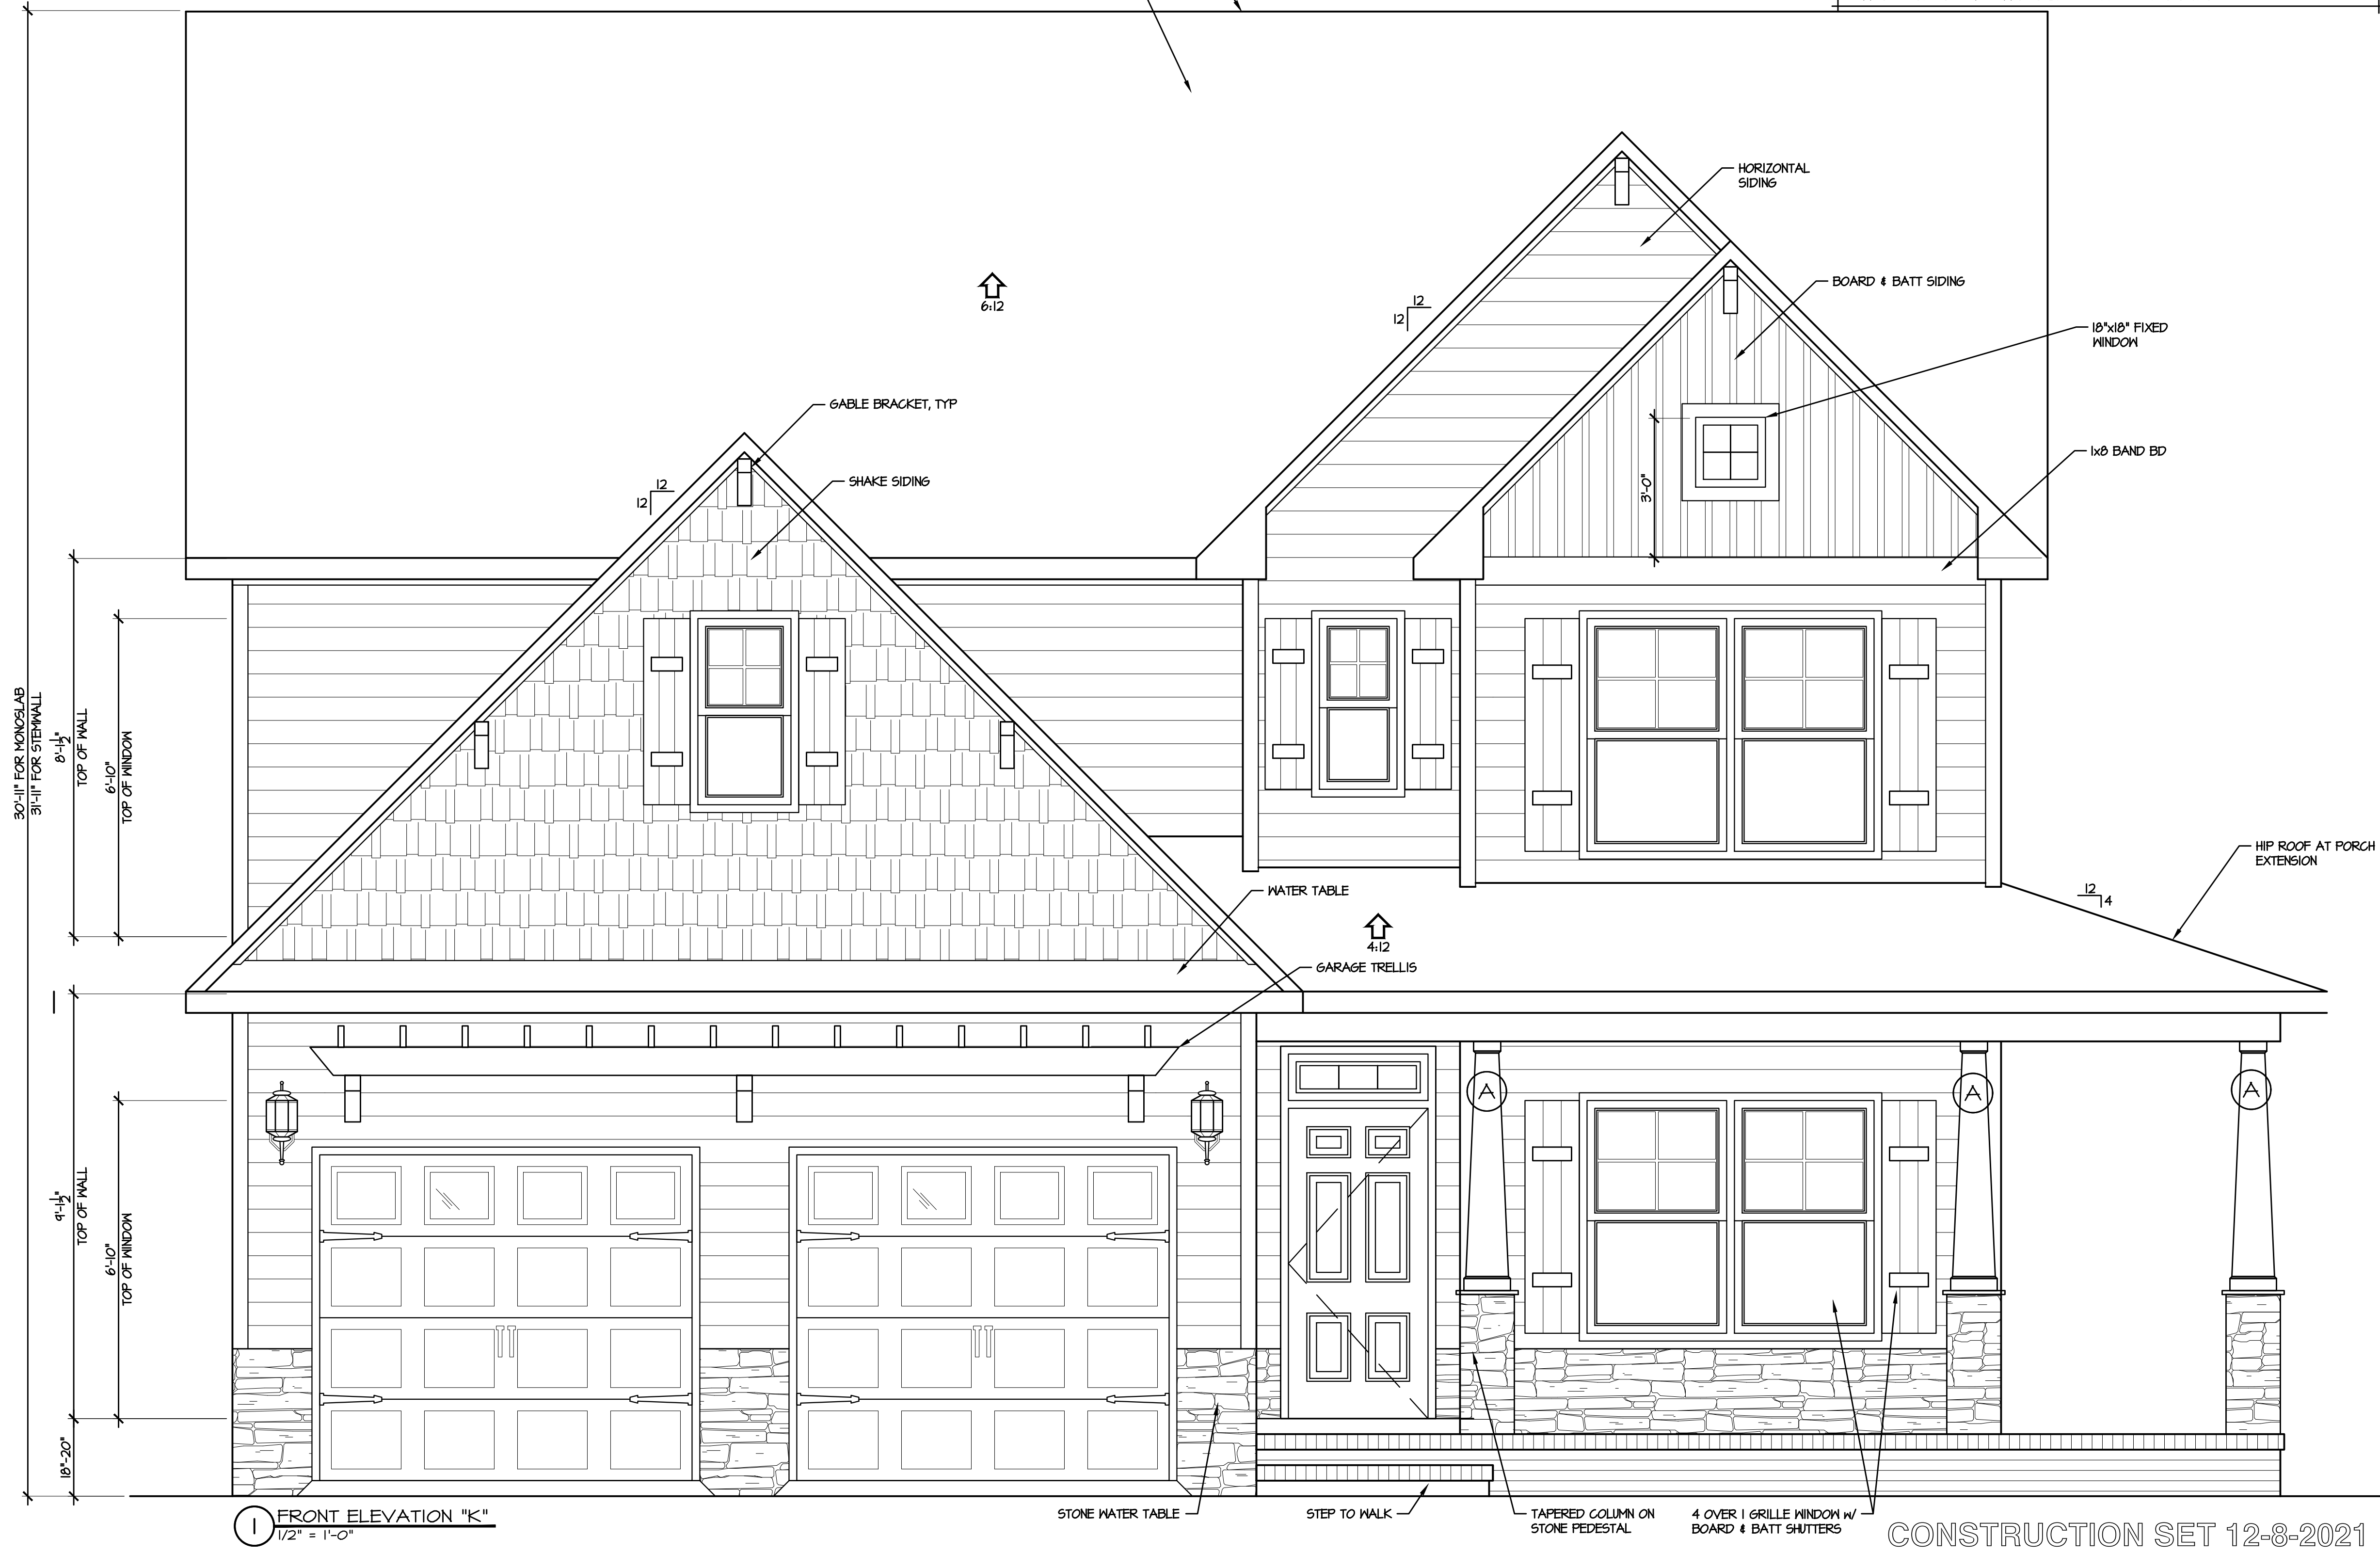 HORIZONTAL
SIDING
BOARD & BATT SIDING
18"x18" FIXED
WINDOW
6:12
12
12
GABLE BRACKET, TYP
1x8 BAND BD
SHAKE SIDING
12
12
3'-0"
30'-11" FOR MONOSLAB
31'-11" FOR STEMWALL
8'-1 1/2"
TOP OF WALL
6'-10"
TOP OF WINDOW
HIP ROOF AT PORCH
EXTENSION
WATER TABLE
12
4
4:12
GARAGE TRELLIS
A
A
A
9'-1 1/2"
TOP OF WALL
6'-10"
TOP OF WINDOW
18"-20"
1
FRONT ELEVATION "K"
1/2" = 1'-0"
STONE WATER TABLE
STEP TO WALK
TAPERED COLUMN ON
STONE PEDESTAL
4 OVER 1 GRILLE WINDOW w/
BOARD & BATT SHUTTERS
CONSTRUCTION SET 12-8-2021